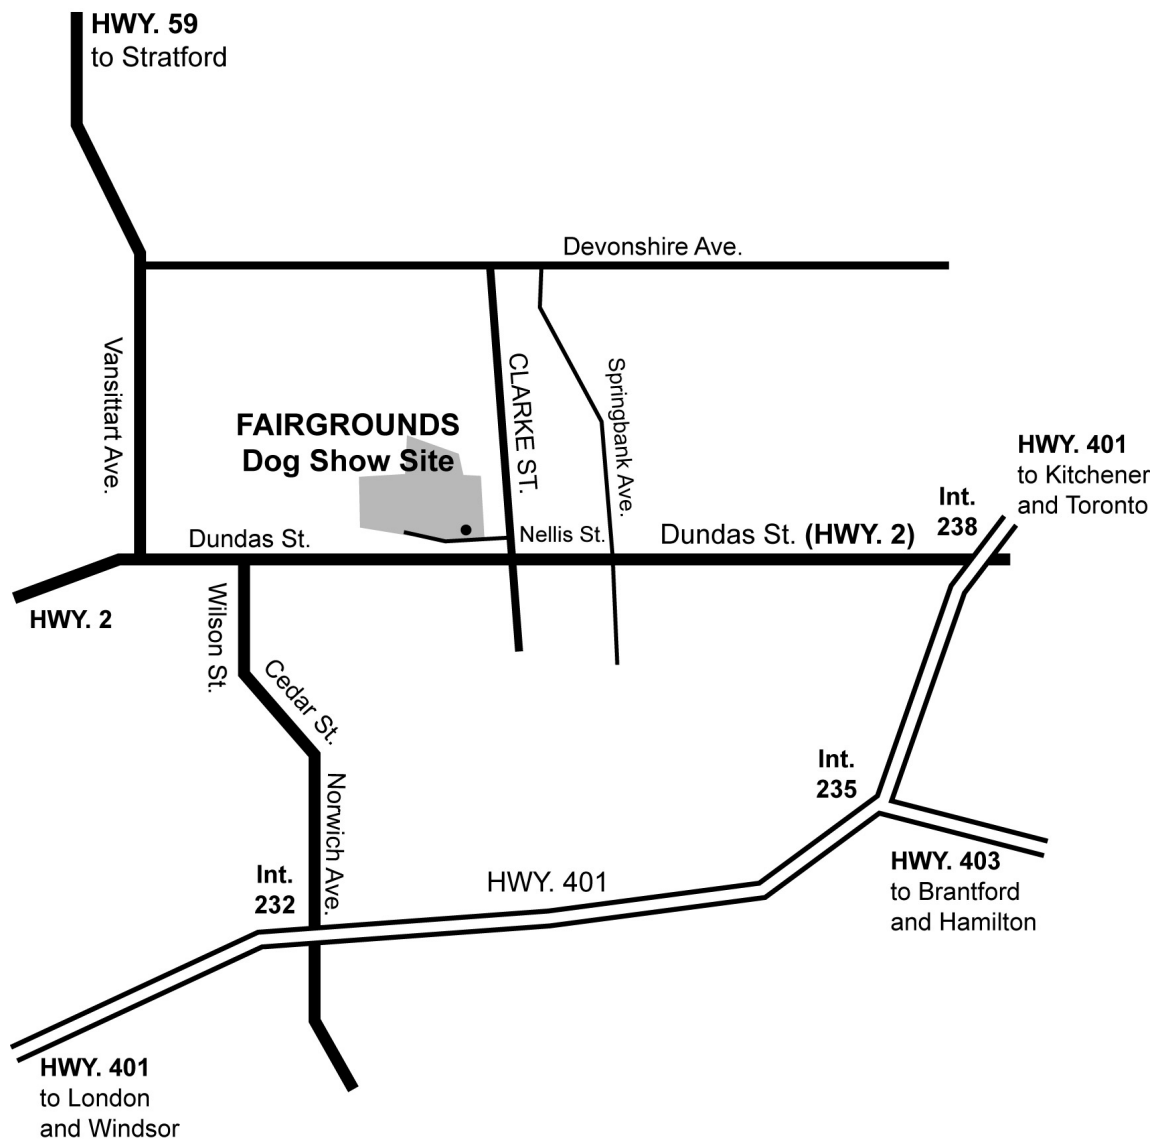 HWY. 59
to Stratford
Devonshire Ave.
Vansittart Ave.
CLARKE ST.
Springbank Ave.
FAIRGROUNDS
Dog Show Site
HWY. 401
to Kitchener
and Toronto
Int.
238
Dundas St.
Nellis St.
Dundas St. (HWY. 2)
HWY. 2
Wilson St.
Cedar St.
Norwich Ave.
Int.
235
Int.
232
HWY. 401
HWY. 403
to Brantford
and Hamilton
HWY. 401
to London
and Windsor